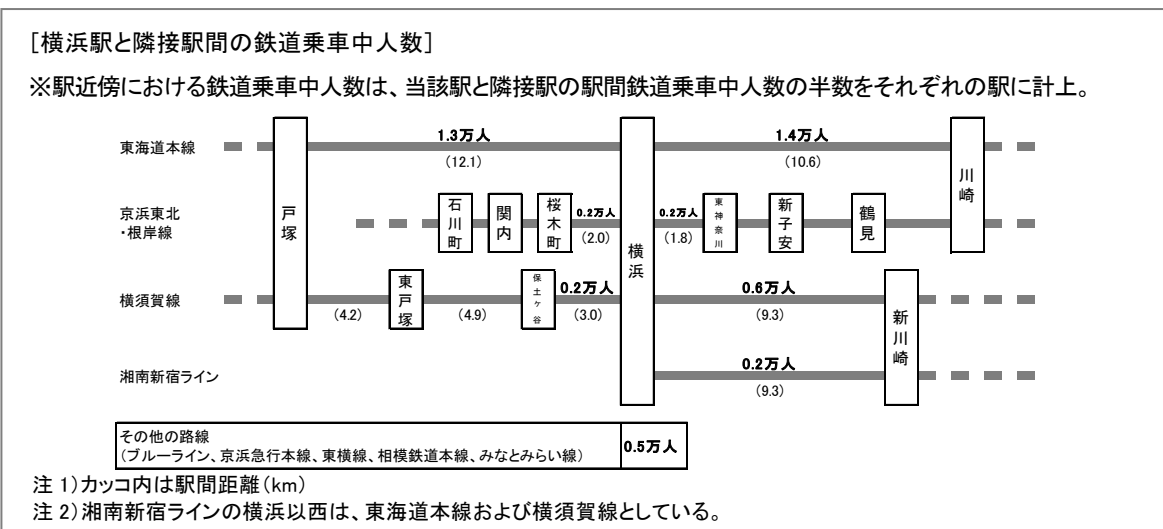 [横浜駅と隣接駅間の鉄道乗車中人数]
※駅近傍における鉄道乗車中人数は、当該駅と隣接駅の駅間鉄道乗車中人数の半数をそれぞれの駅に計上。
東海道本線
1.3万人
(12.1)
1.4万人
(10.6)
京浜東北
・根岸線
戸塚
石川町
関内
桜木町
0.2万人
(2.0)
横浜
0.2万人
(1.8)
東神奈川
新子安
鶴見
川崎
横須賀線
(4.2)
東戸塚
(4.9)
保土ヶ谷
0.2万人
(3.0)
0.6万人
(9.3)
新川崎
湘南新宿ライン
0.2万人
(9.3)
その他の路線
(ブルーライン、京浜急行本線、東横線、相模鉄道本線、みなとみらい線)
0.5万人
注 1)カッコ内は駅間距離(km)
注 2)湘南新宿ラインの横浜以西は、東海道本線および横須賀線としている。